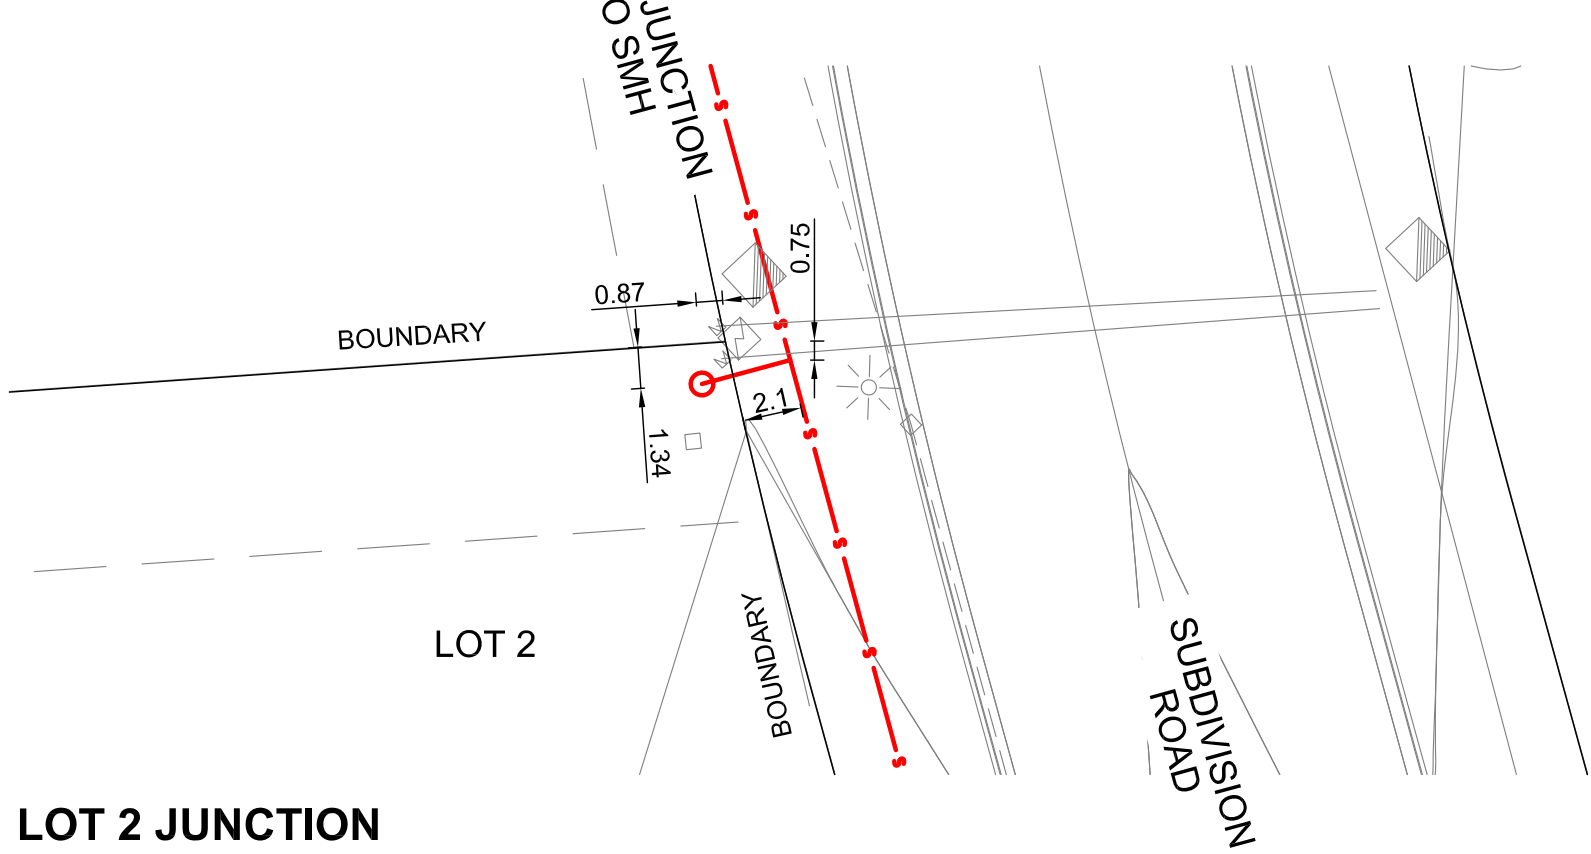 JUNCTION
O SMH
S
S
0.75
0.87
S
BOUNDARY
2.1
S
1.34
S
LOT 2
BOUNDARY
S
SUBDIVISION
ROAD
S
LOT 2 JUNCTION